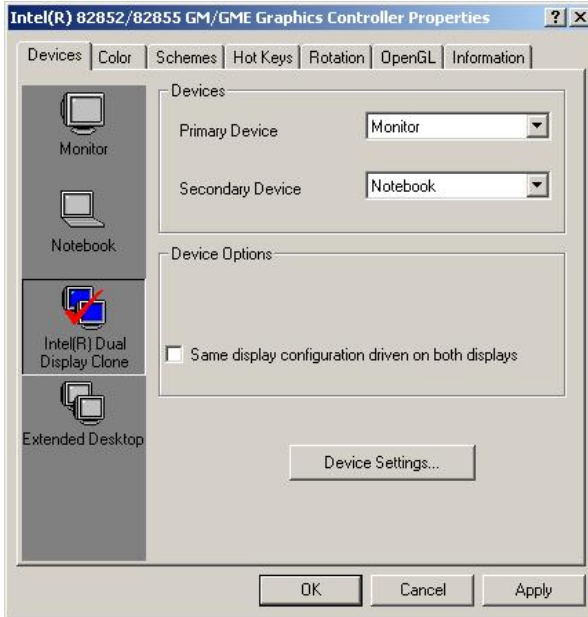 Intel(R) 82852/82855 GM/GME Graphics Controller Properties
Devices Color Schemes Hot Keys Rotation OpenGL Information
Monitor
Notebook
Intel(R) Dual
Display Clone
Extended Desktop
Devices
Primary Device Monitor
Secondary Device Notebook
Device Options
Same display configuration driven on both displays
Device Settings...
OK Cancel Apply